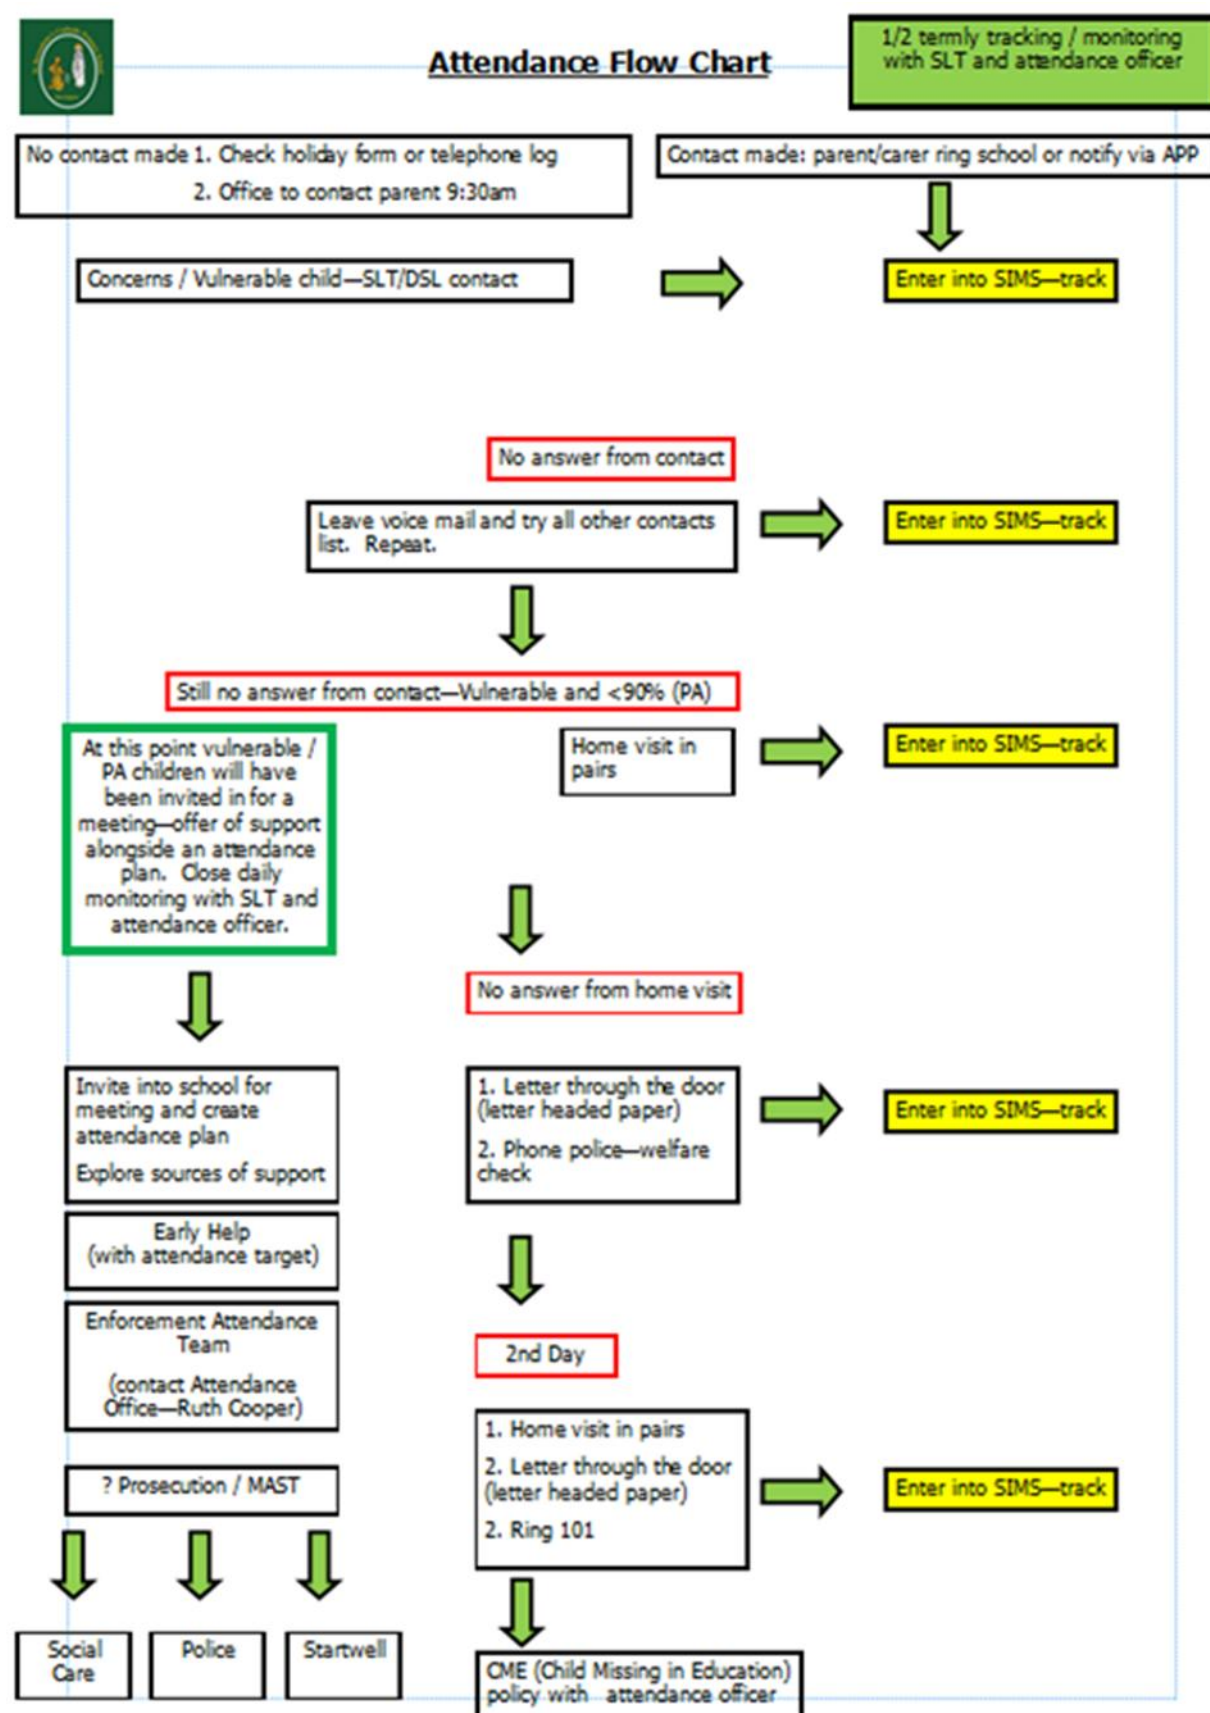 Attendance Flow Chart
1/2 termly tracking / monitoring
with SLT and attendance officer
No contact made 1. Check holiday form or telephone log
2. Office to contact parent 9:30am
Contact made: parent/carer ring school or notify via APP
Concerns / Vulnerable child—SLT/DSL contact
Enter into SIMS—track
No answer from contact
Leave voice mail and try all other contacts
list. Repeat.
Enter into SIMS—track
Still no answer from contact—Vulnerable and <90% (PA)
At this point vulnerable /
PA children will have
been invited in for a
meeting—offer of support
alongside an attendance
plan. Close daily
monitoring with SLT and
attendance officer.
Home visit in
pairs
Enter into SIMS—track
No answer from home visit
Invite into school for
meeting and create
attendance plan
Explore sources of support
1. Letter through the door
(letter headed paper)
2. Phone police—welfare
check
Enter into SIMS—track
Early Help
(with attendance target)
Enforcement Attendance
Team
(contact Attendance
Office—Ruth Cooper)
2nd Day
1. Home visit in pairs
2. Letter through the door
(letter headed paper)
2. Ring 101
Enter into SIMS—track
? Prosecution / MAST
Social
Care
Police
Startwell
CME (Child Missing in Education)
policy with attendance officer